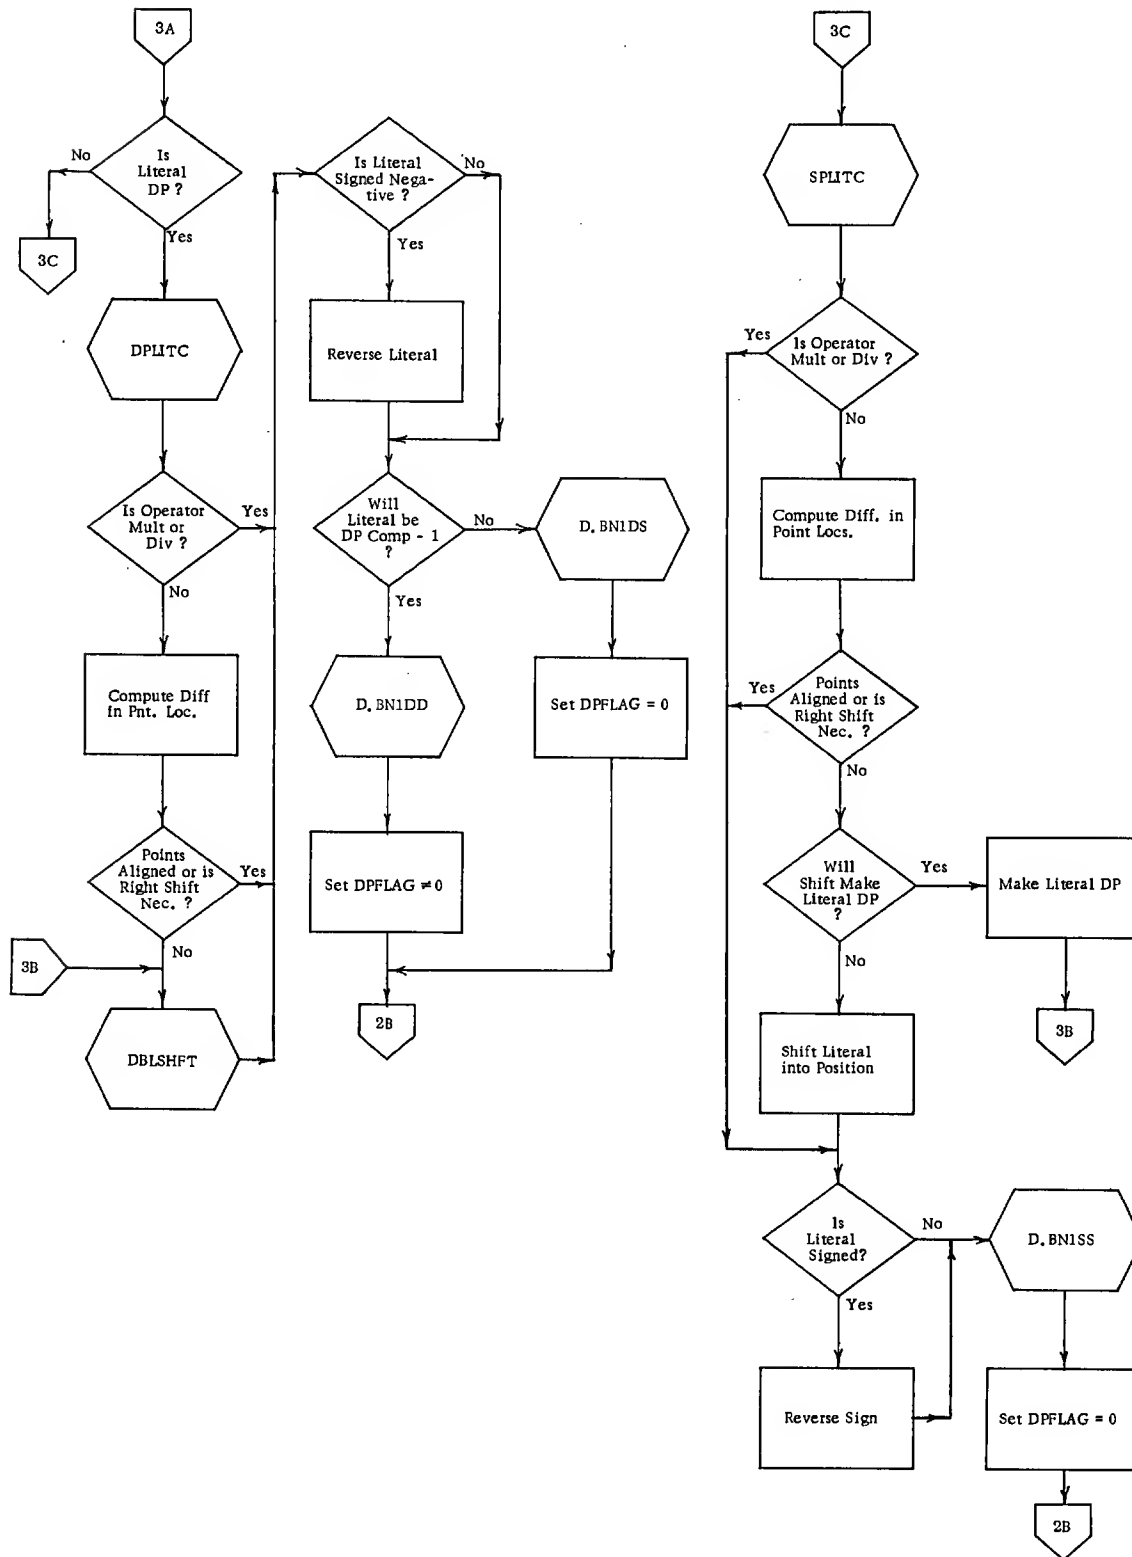 3A
Is
Literal
DP ?
No
Yes
3C
DPLITC
Is Operator
Mult or
Div ?
Yes
No
Compute Diff
in Pnt. Loc.
Points
Aligned or is
Right Shift
Nec. ?
Yes
No
3B
DBLSHFT
Is Literal
Signed Nega-
tive ?
No
Yes
Reverse Literal
Will
Literal be
DP Comp - 1
?
No
Yes
D. BN1DS
D. BN1DD
Set DPFLAG = 0
Set DPFLAG ≠ 0
2B
3C
SPLITC
Is Operator
Mult or Div ?
Yes
No
Compute Diff. in
Point Locs.
Points
Aligned or is
Right Shift
Nec. ?
Yes
No
Will
Shift Make
Literal DP
?
Yes
Make Literal DP
No
3B
Shift Literal
into Position
Is
Literal
Signed?
No
D. BN1SS
Yes
Reverse Sign
Set DPFLAG = 0
2B